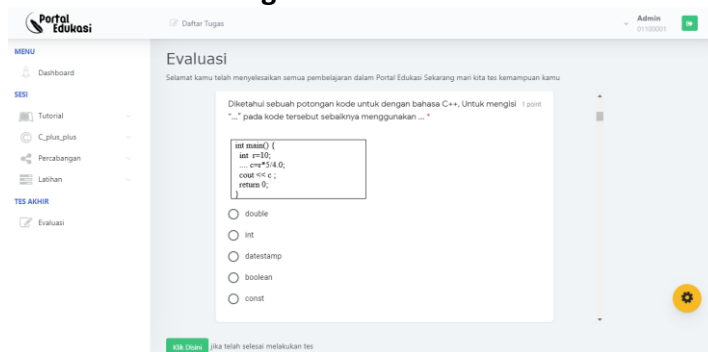 Portal
Edukasi
Daftar Tugas
Admin
01100001
MENU
Dashboard
SESI
Tutorial
C_plus_plus
Percabangan
Latihan
TES AKHIR
Evaluasi
Evaluasi
Selamat kamu telah menyelesaikan semua pembelajaran dalam Portal Edukasi Sekarang mari kita tes kemampuan kamu
Diketahui sebuah potongan kode untuk dengan bahasa C++, Untuk mengisi 1 point
"..." pada kode tersebut sebaiknya menggunakan ... *
int main() {
int r=10;
.... c=r*5/4.0;
cout << c ;
return 0;
}
double
int
datestamp
boolean
const
Klik Disini jika telah selesai melakukan tes